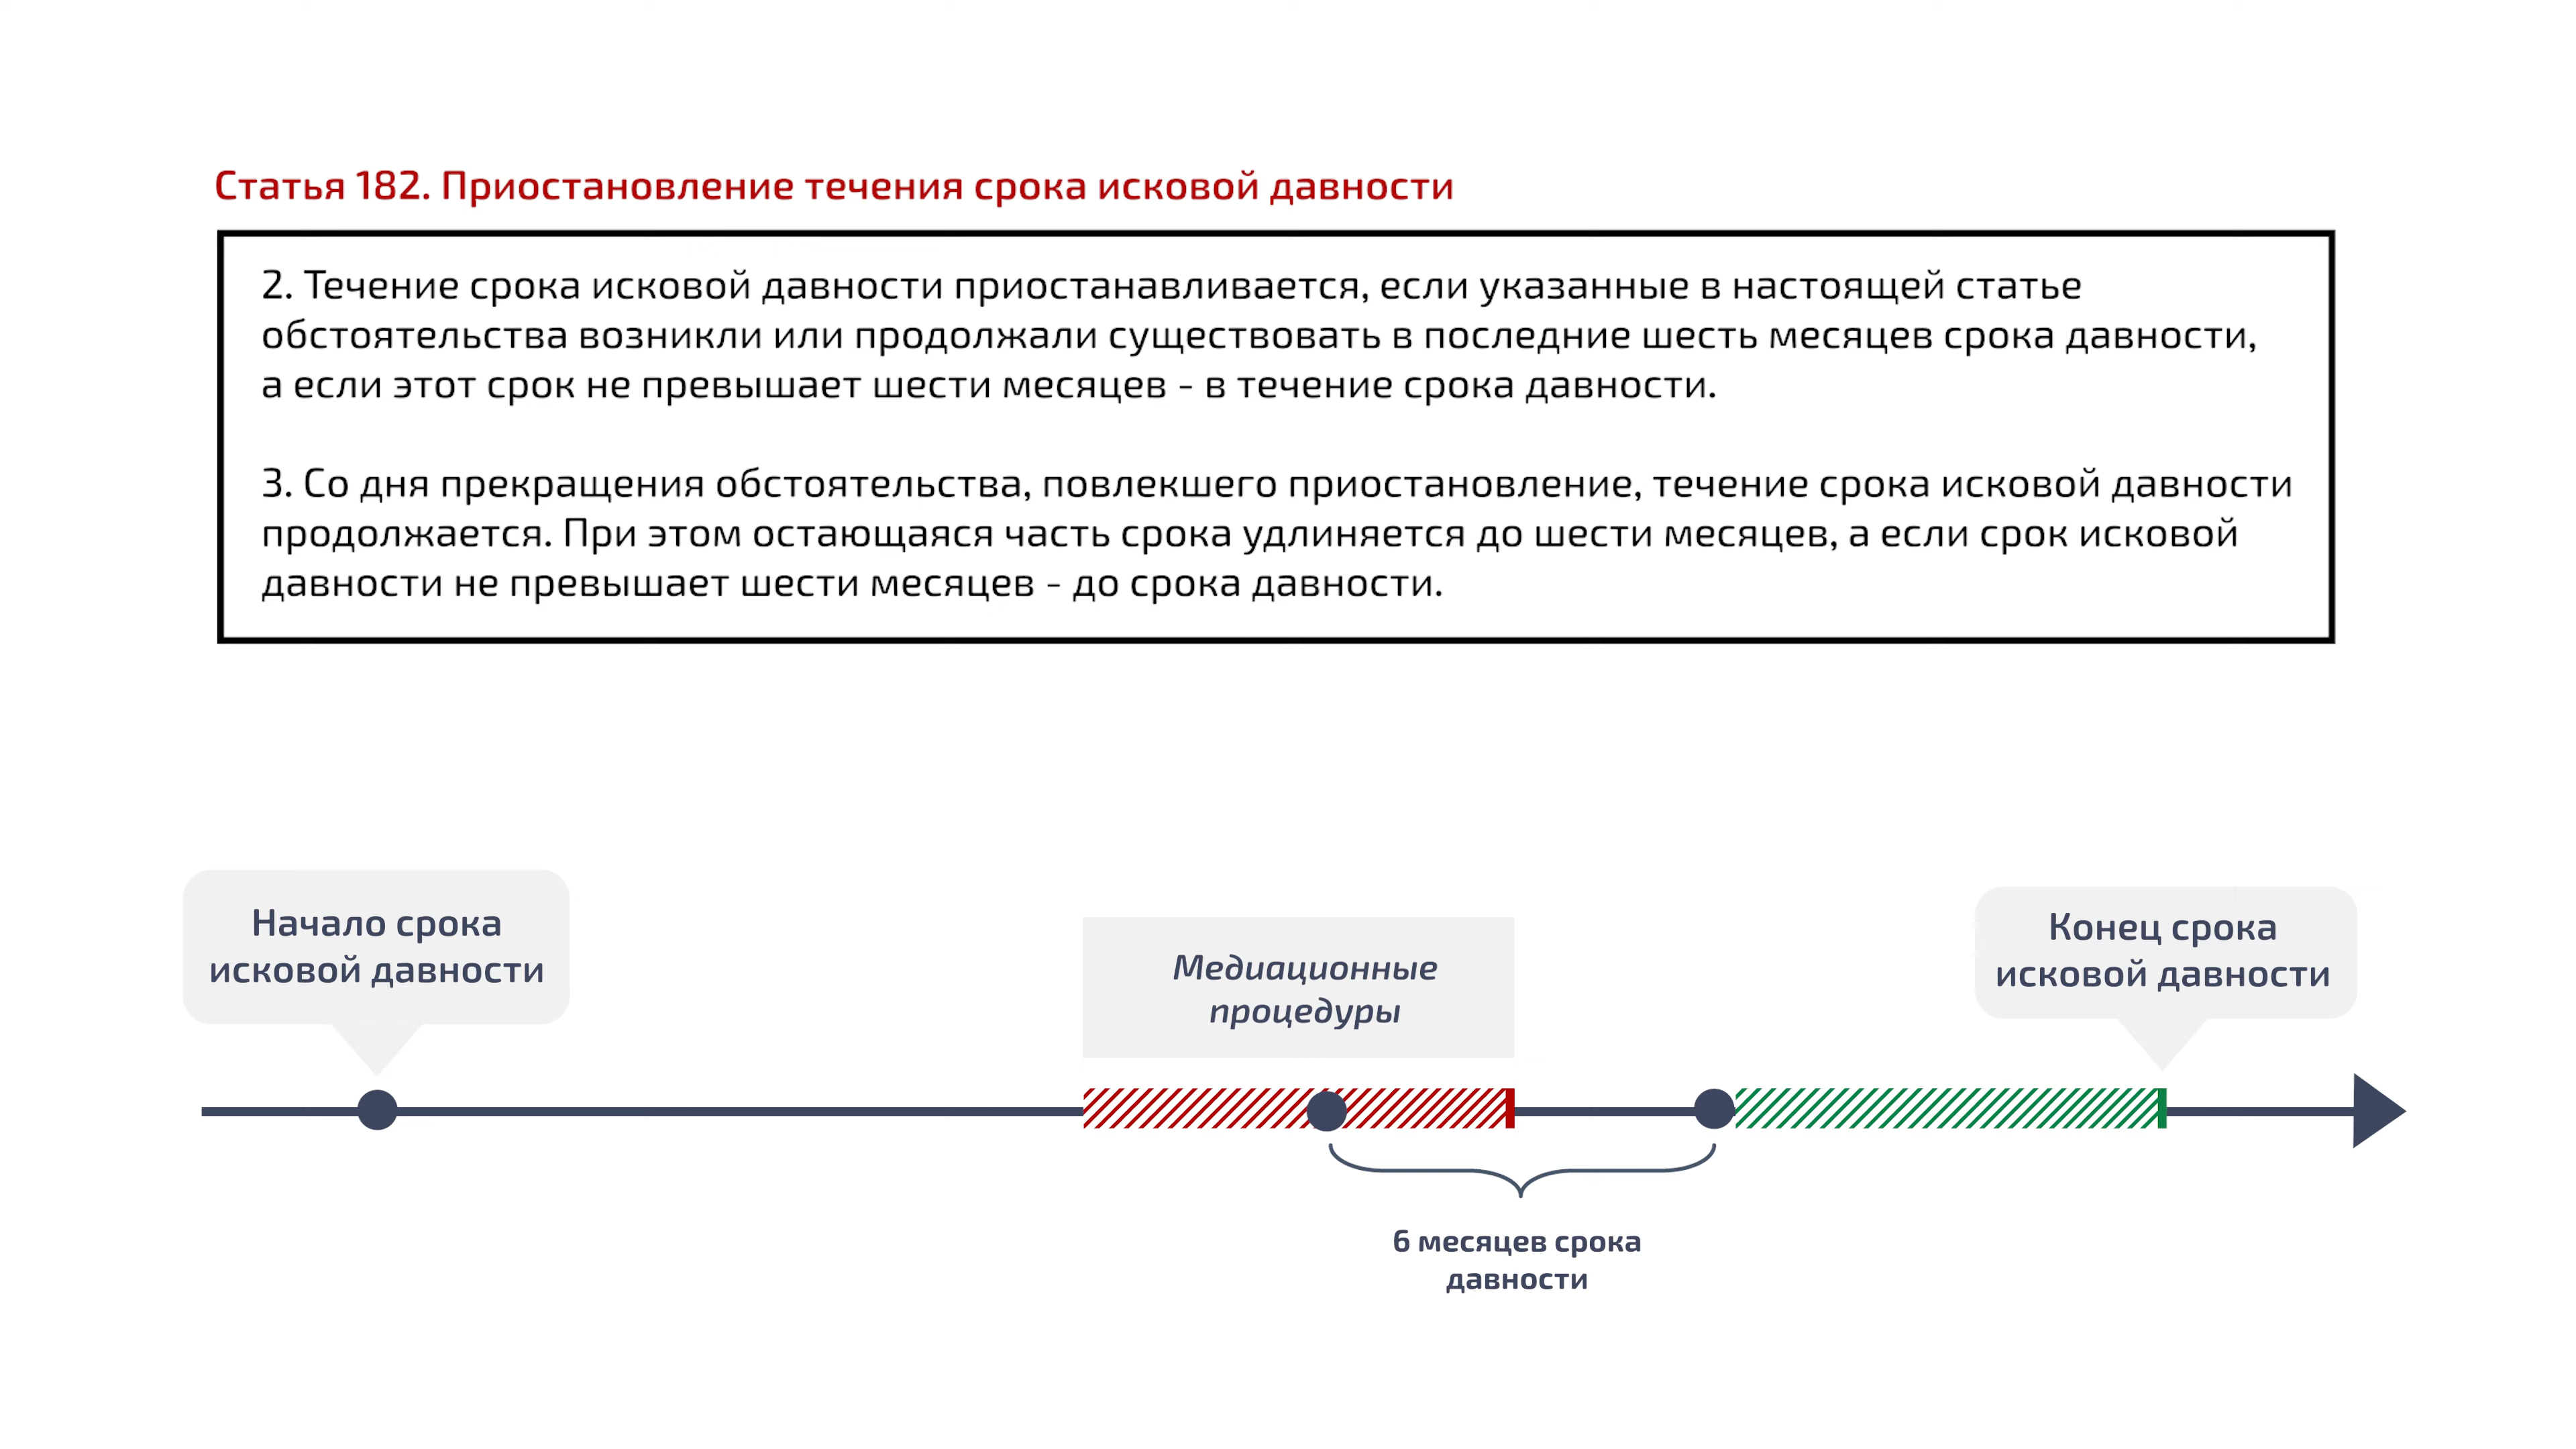 Статья 182. Приостановление течения срока исковой давности
2. Течение срока исковой давности приостанавливается, если указанные в настоящей статье
обстоятельства возникли или продолжали существовать в последние шесть месяцев срока давности,
а если этот срок не превышает шести месяцев - в течение срока давности.
3. Со дня прекращения обстоятельства, повлекшего приостановление, течение срока исковой давности
продолжается. При этом остающаяся часть срока удлиняется до шести месяцев, а если срок исковой
давности не превышает шести месяцев - до срока давности.
Начало срока
исковой давности
Медиационные
процедуры
Конец срока
исковой давности
6 месяцев срока
давности